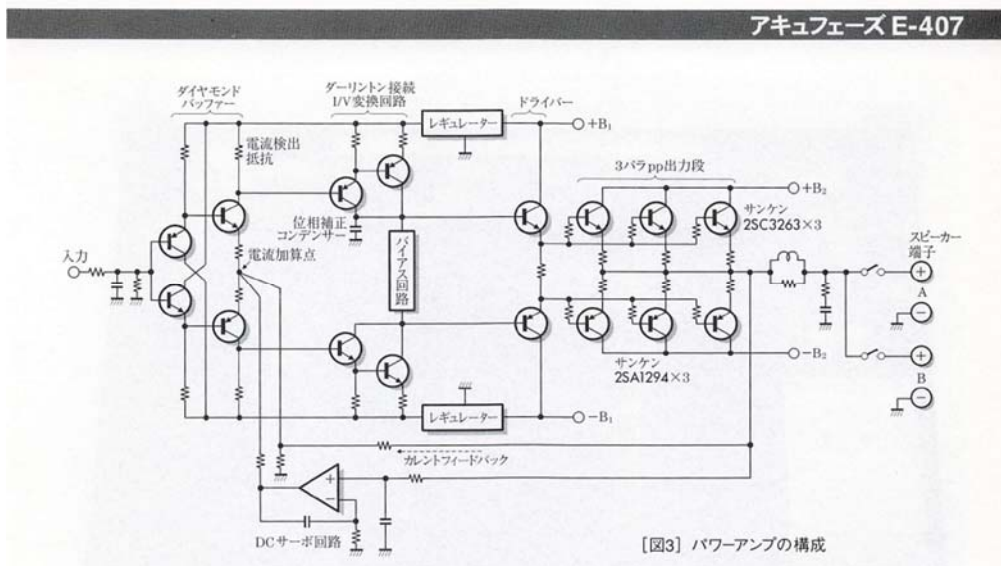 アキュフェーズ E-407
ダイヤモンド
バッファー
ダーリントン接続
I/V変換回路
ドライバー
レギュレーター
+B₁
電流検出
抵抗
3パラpp出力段
+B₂
サンケン
2SC3263×3
位相補正
コンデンサー
バイアス回路
スピーカー
端子
入力
電流加算点
+
A
−
−B₂
サンケン
2SA1294×3
+
B
−
レギュレーター
−B₁
カレントフィードバック
+
−
DCサーボ回路
[図3] パワーアンプの構成